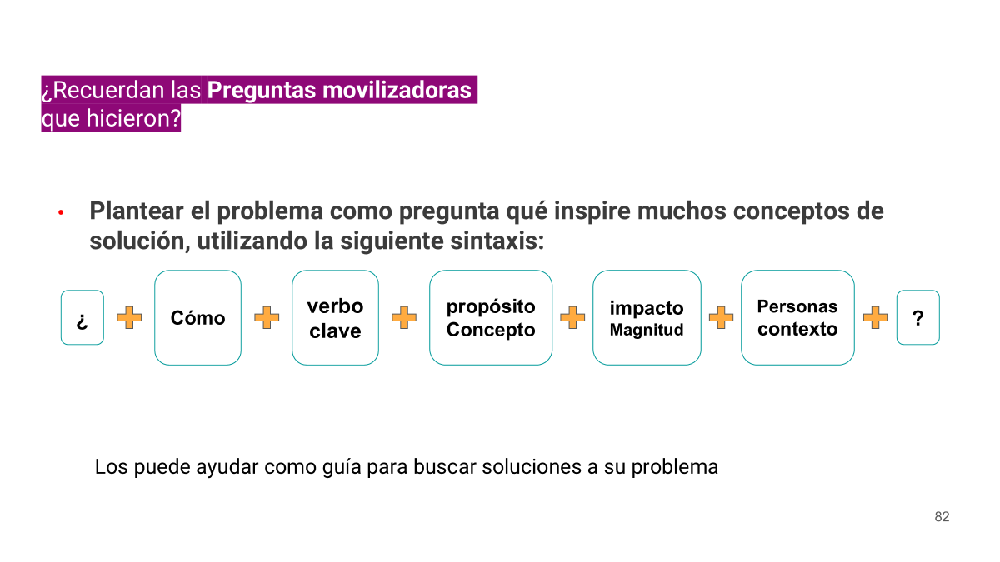 ¿Recuerdan las Preguntas movilizadoras
que hicieron?
• Plantear el problema como pregunta qué inspire muchos conceptos de
solución, utilizando la siguiente sintaxis:
¿
Cómo
verbo
clave
propósito
Concepto
impacto
Magnitud
Personas
contexto
?
Los puede ayudar como guía para buscar soluciones a su problema
82